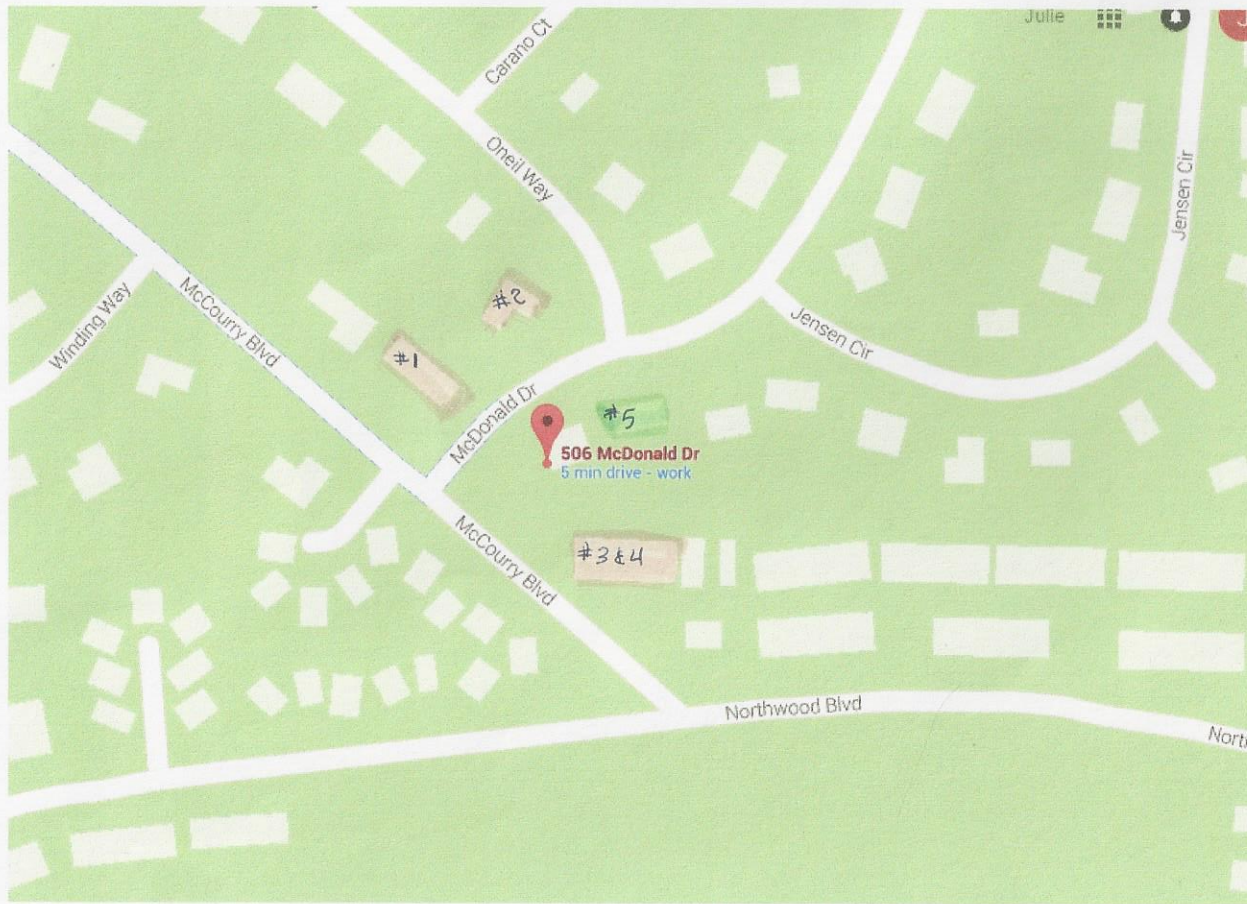 Julie
Carano Ct
Oneil Way
Jensen Cir
McCourry Blvd
Winding Way
#2
#1
Jensen Cir
McDonald Dr
#5
506 McDonald Dr
5 min drive - work
McCourry Blvd
#3 & 4
Northwood Blvd